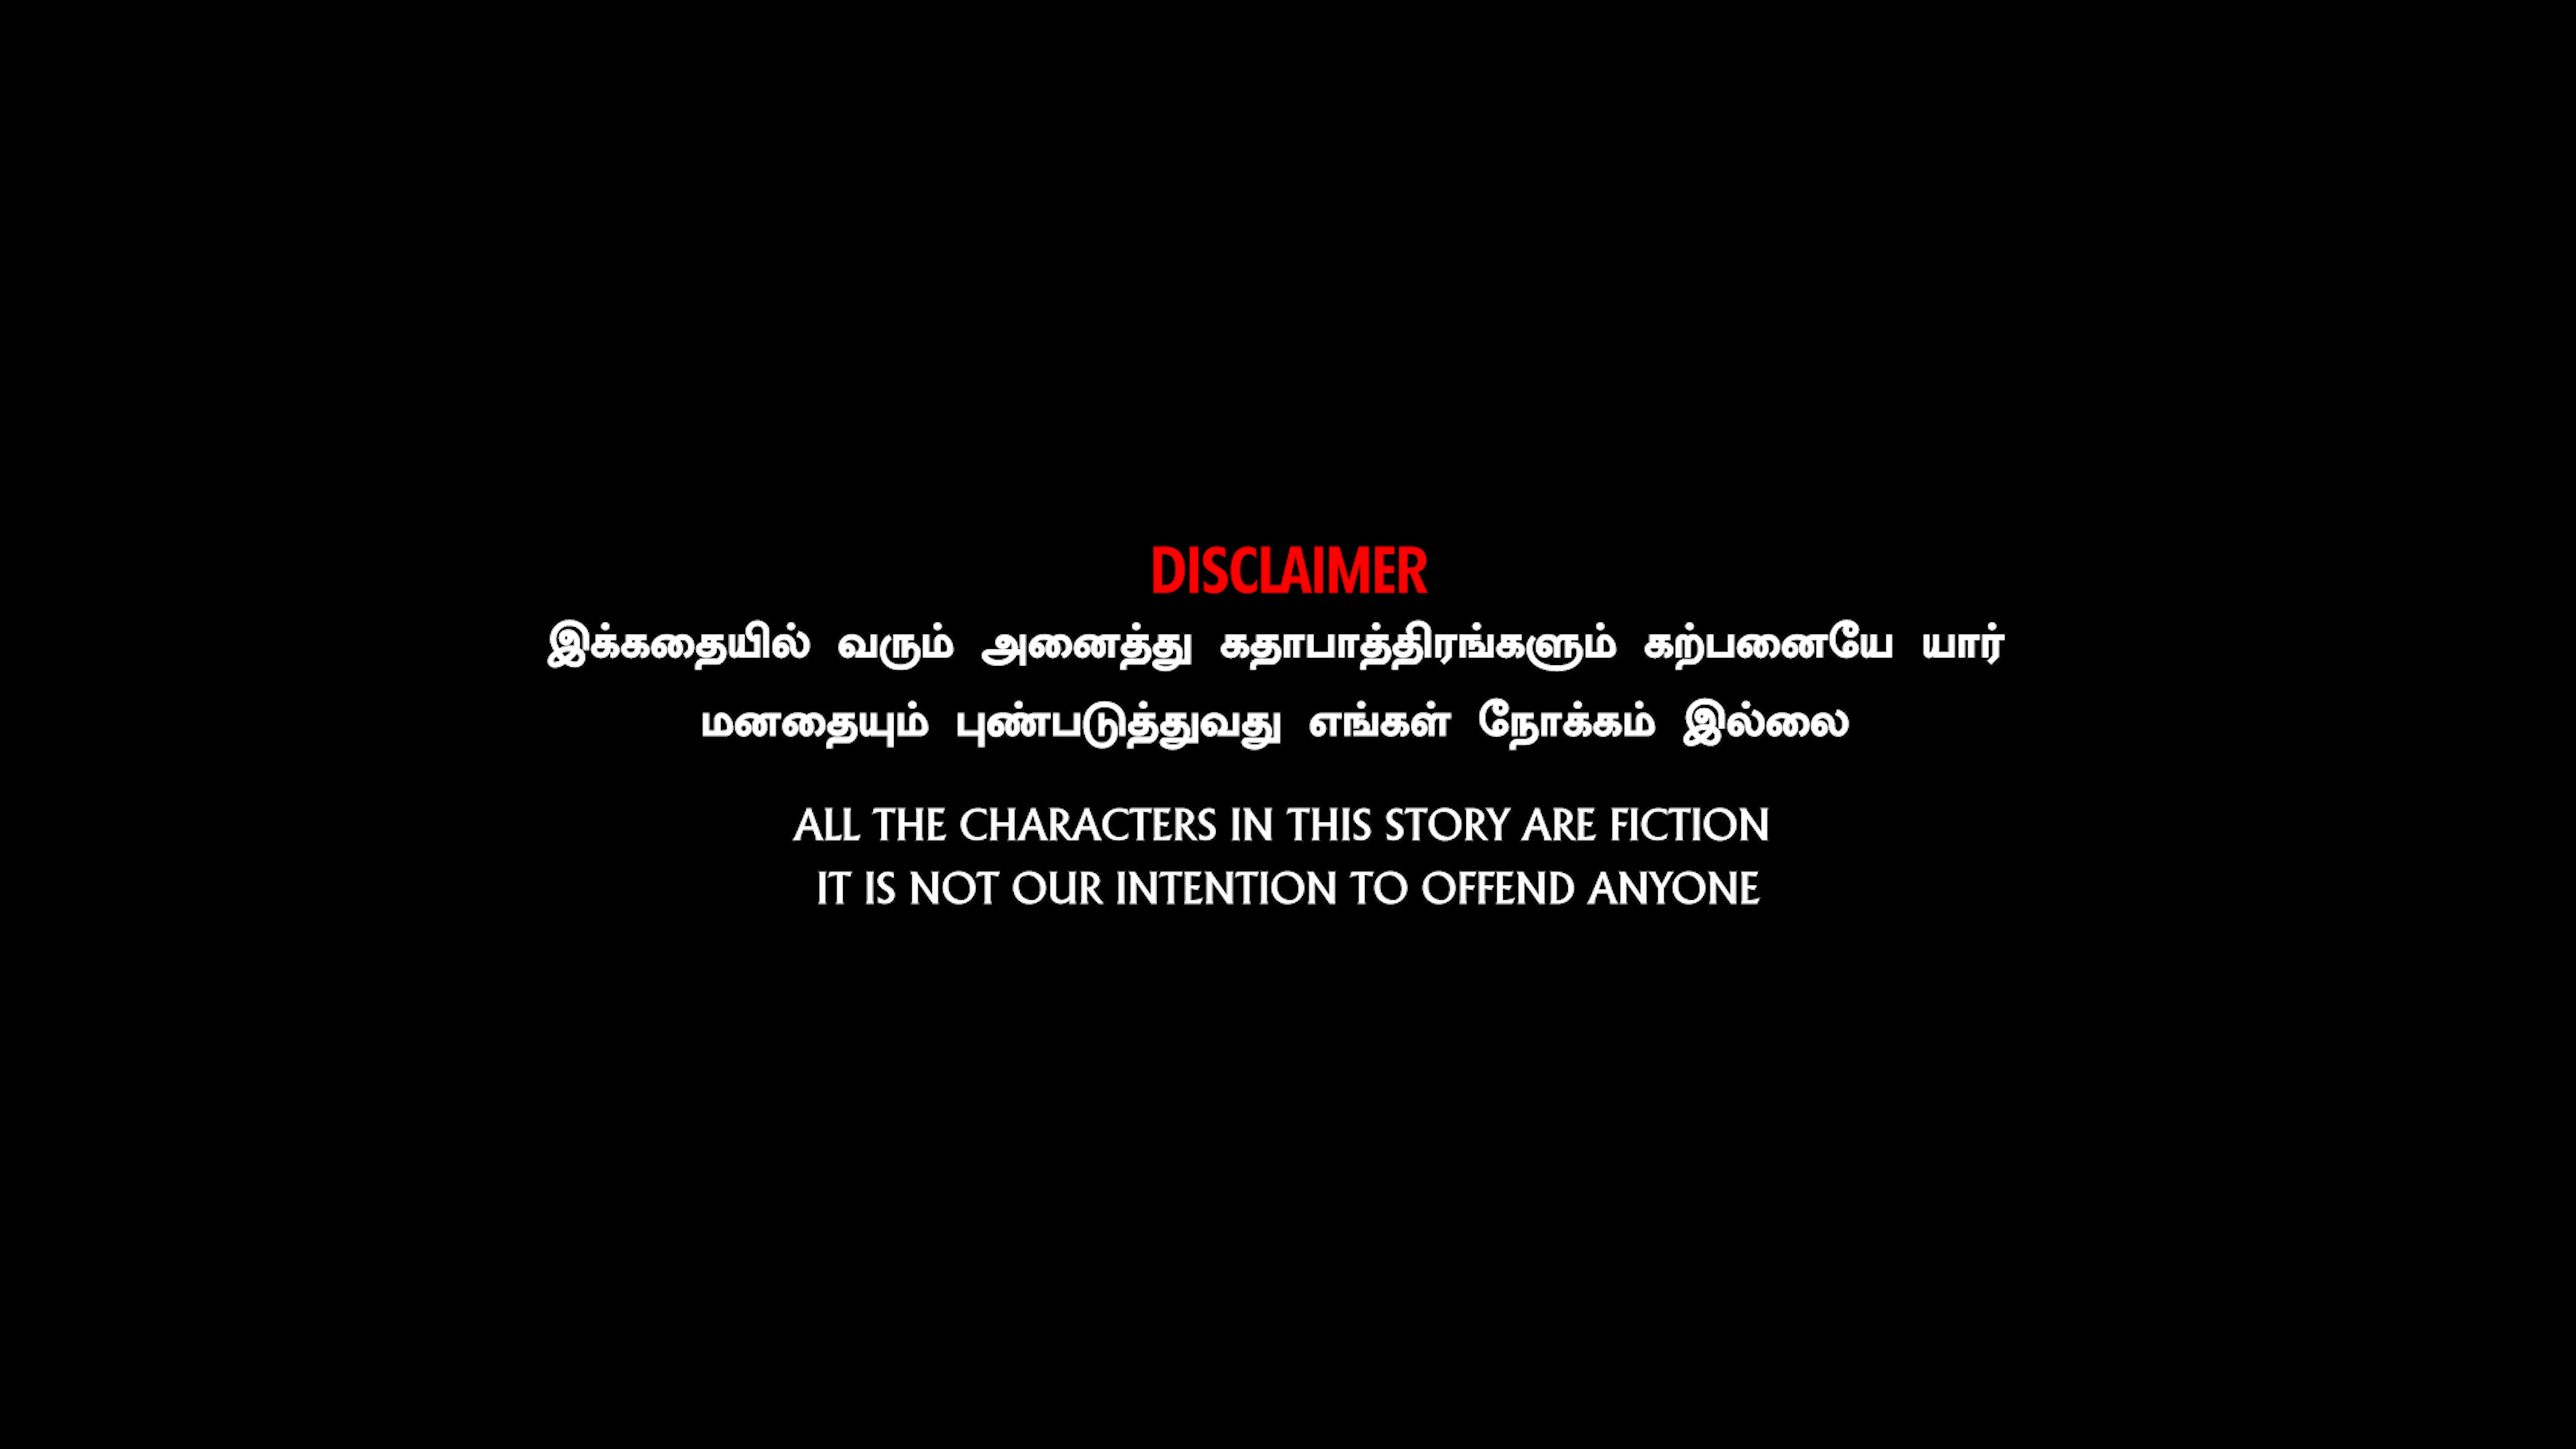 DISCLAIMER
இக்கதையில் வரும் அனைத்து கதாபாத்திரங்களும் கற்பனையே யார்
மனதையும் புண்படுத்துவது எங்கள் நோக்கம் இல்லை
ALL THE CHARACTERS IN THIS STORY ARE FICTION
IT IS NOT OUR INTENTION TO OFFEND ANYONE